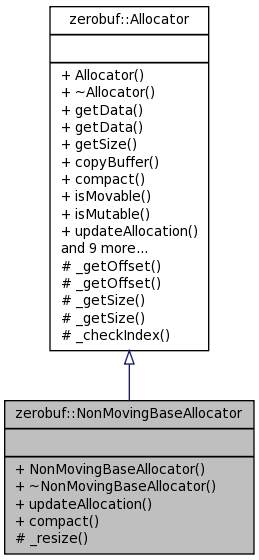 zerobuf::Allocator
+ Allocator()
+ ~Allocator()
+ getData()
+ getData()
+ getSize()
+ copyBuffer()
+ compact()
+ isMovable()
+ isMutable()
+ updateAllocation()
and 9 more...
# _getOffset()
# _getOffset()
# _getSize()
# _getSize()
# _checkIndex()
zerobuf::NonMovingBaseAllocator
+ NonMovingBaseAllocator()
+ ~NonMovingBaseAllocator()
+ updateAllocation()
+ compact()
# _resize()